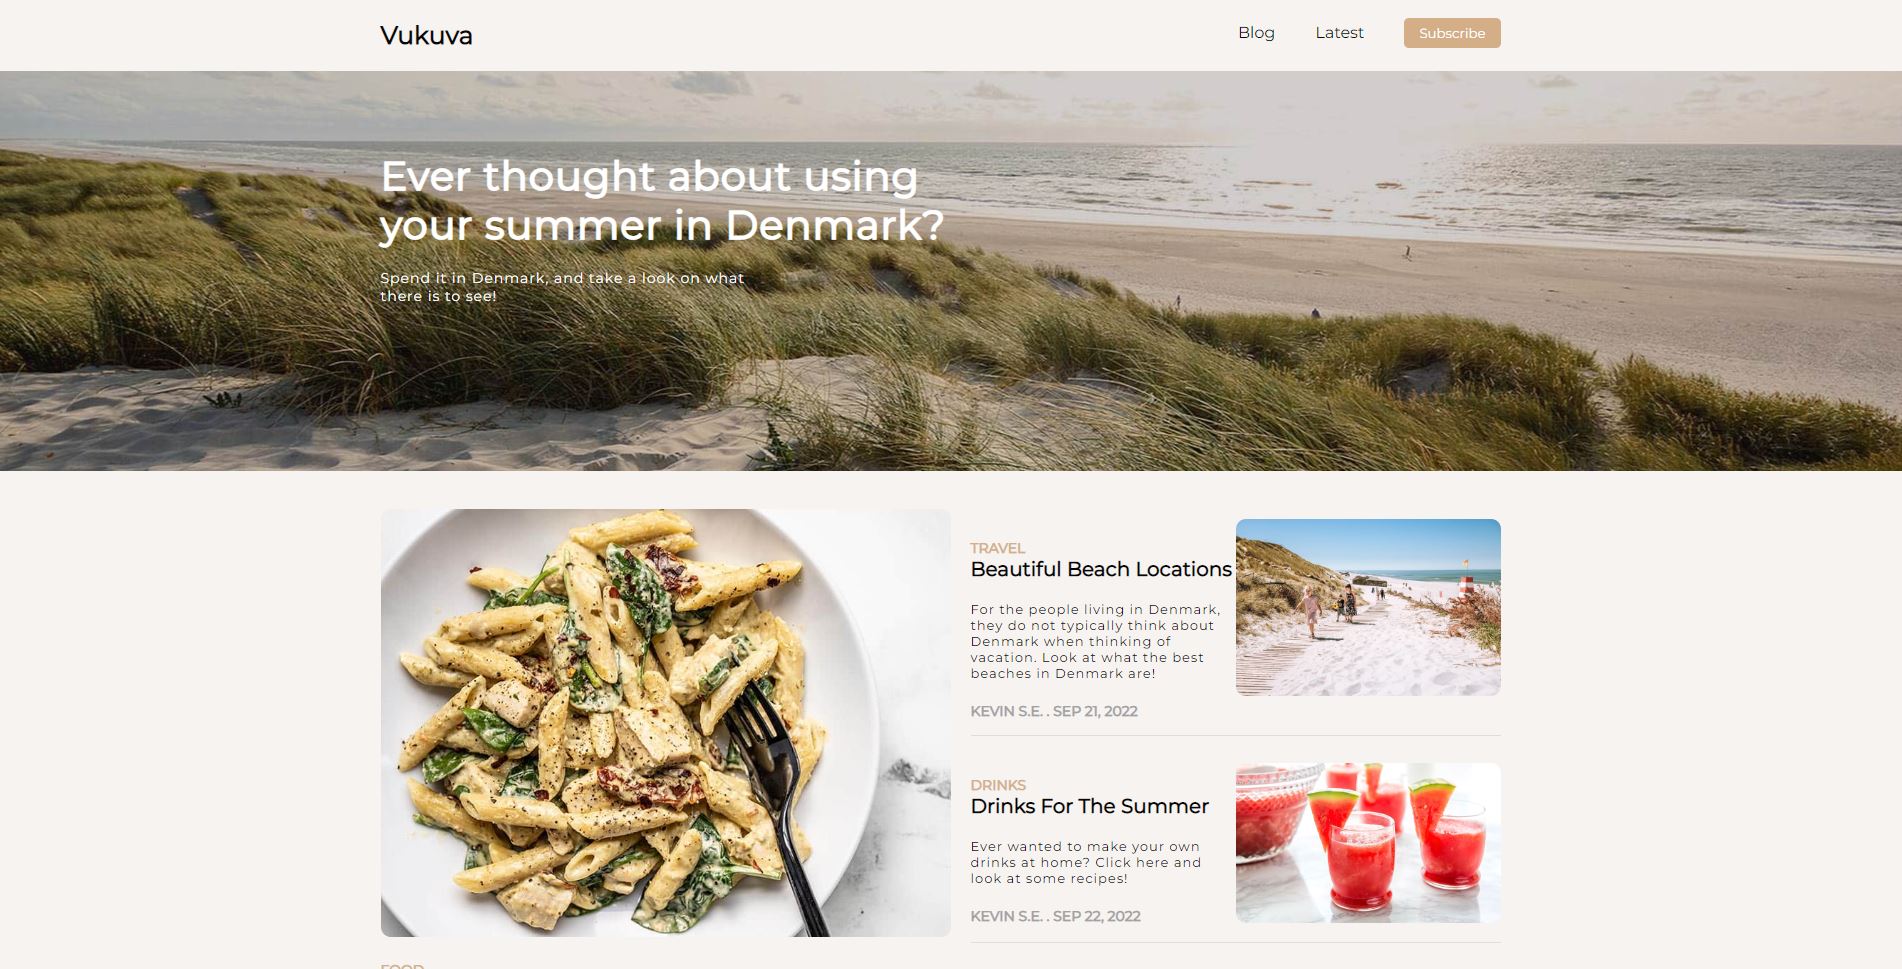 Vukuva
Blog
Latest
Subscribe
Ever thought about using
your summer in Denmark?
Spend it in Denmark, and take a look on what
there is to see!
TRAVEL
Beautiful Beach Locations
For the people living in Denmark,
they do not typically think about
Denmark when thinking of
vacation. Look at what the best
beaches in Denmark are!
KEVIN S.E. . SEP 21, 2022
DRINKS
Drinks For The Summer
Ever wanted to make your own
drinks at home? Click here and
look at some recipes!
KEVIN S.E. . SEP 22, 2022
FOOD